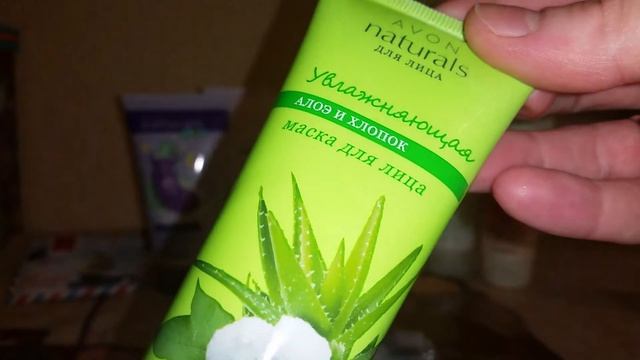 AVON
naturals
для лица
Увлажняющая
АЛОЭ И ХЛОПОК
маска для лица